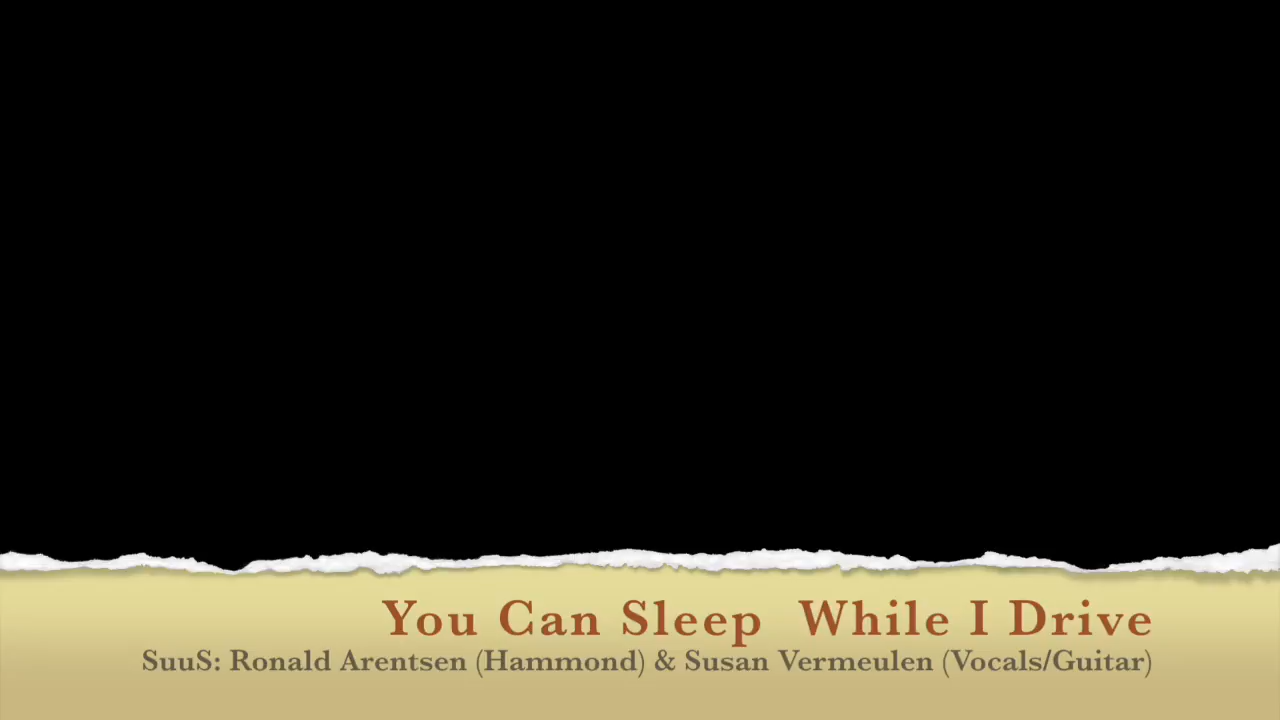 You Can Sleep  While I Drive
SuuS: Ronald Arentsen (Hammond) & Susan Vermeulen (Vocals/Guitar)